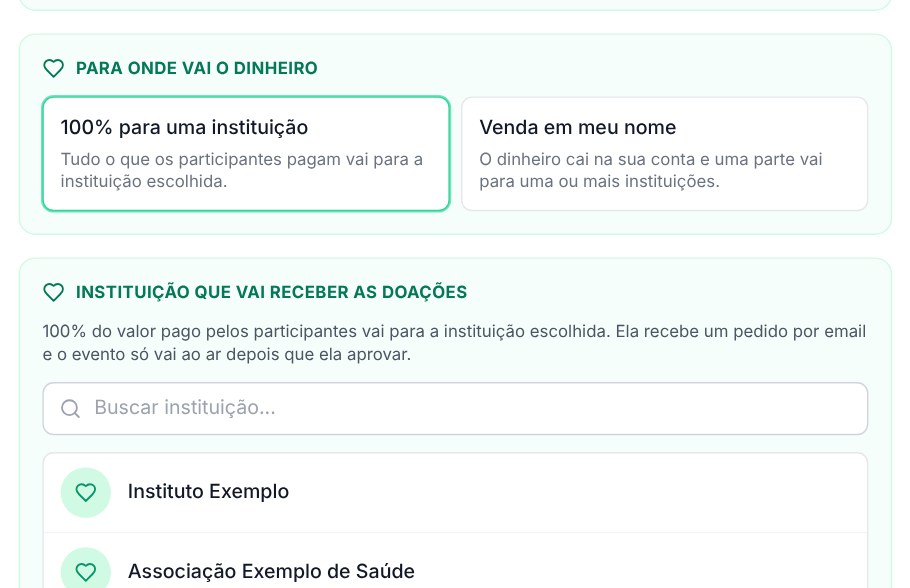 PARA ONDE VAI O DINHEIRO
100% para uma instituição
Tudo o que os participantes pagam vai para a
instituição escolhida.
Venda em meu nome
O dinheiro cai na sua conta e uma parte vai
para uma ou mais instituições.
INSTITUIÇÃO QUE VAI RECEBER AS DOAÇÕES
100% do valor pago pelos participantes vai para a instituição escolhida. Ela recebe um pedido por email
e o evento só vai ao ar depois que ela aprovar.
Buscar instituição...
Instituto Exemplo
Associação Exemplo de Saúde